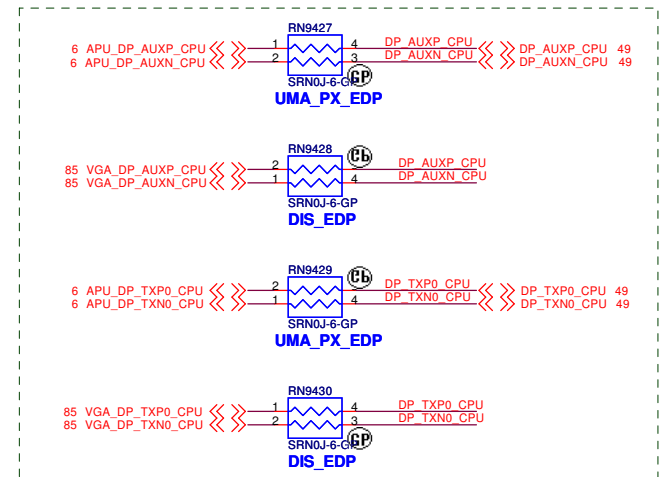 RN9427
6 APU_DP_AUXP_CPU 1 4 DP_AUXP_CPU DP_AUXP_CPU 49
6 APU_DP_AUXN_CPU 2 3 DP_AUXN_CPU DP_AUXN_CPU 49
SRN0J-6-GP GP
UMA_PX_EDP
RN9428
85 VGA_DP_AUXP_CPU 2 3 DP_AUXP_CPU
85 VGA_DP_AUXN_CPU 1 4 DP_AUXN_CPU
SRN0J-6-GP
DIS_EDP
RN9429
6 APU_DP_TXP0_CPU 2 3 DP_TXP0_CPU DP_TXP0_CPU 49
6 APU_DP_TXN0_CPU 1 4 DP_TXN0_CPU DP_TXN0_CPU 49
SRN0J-6-GP
UMA_PX_EDP
RN9430
85 VGA_DP_TXP0_CPU 1 4 DP_TXP0_CPU
85 VGA_DP_TXN0_CPU 2 3 DP_TXN0_CPU
SRN0J-6-GP GP
DIS_EDP